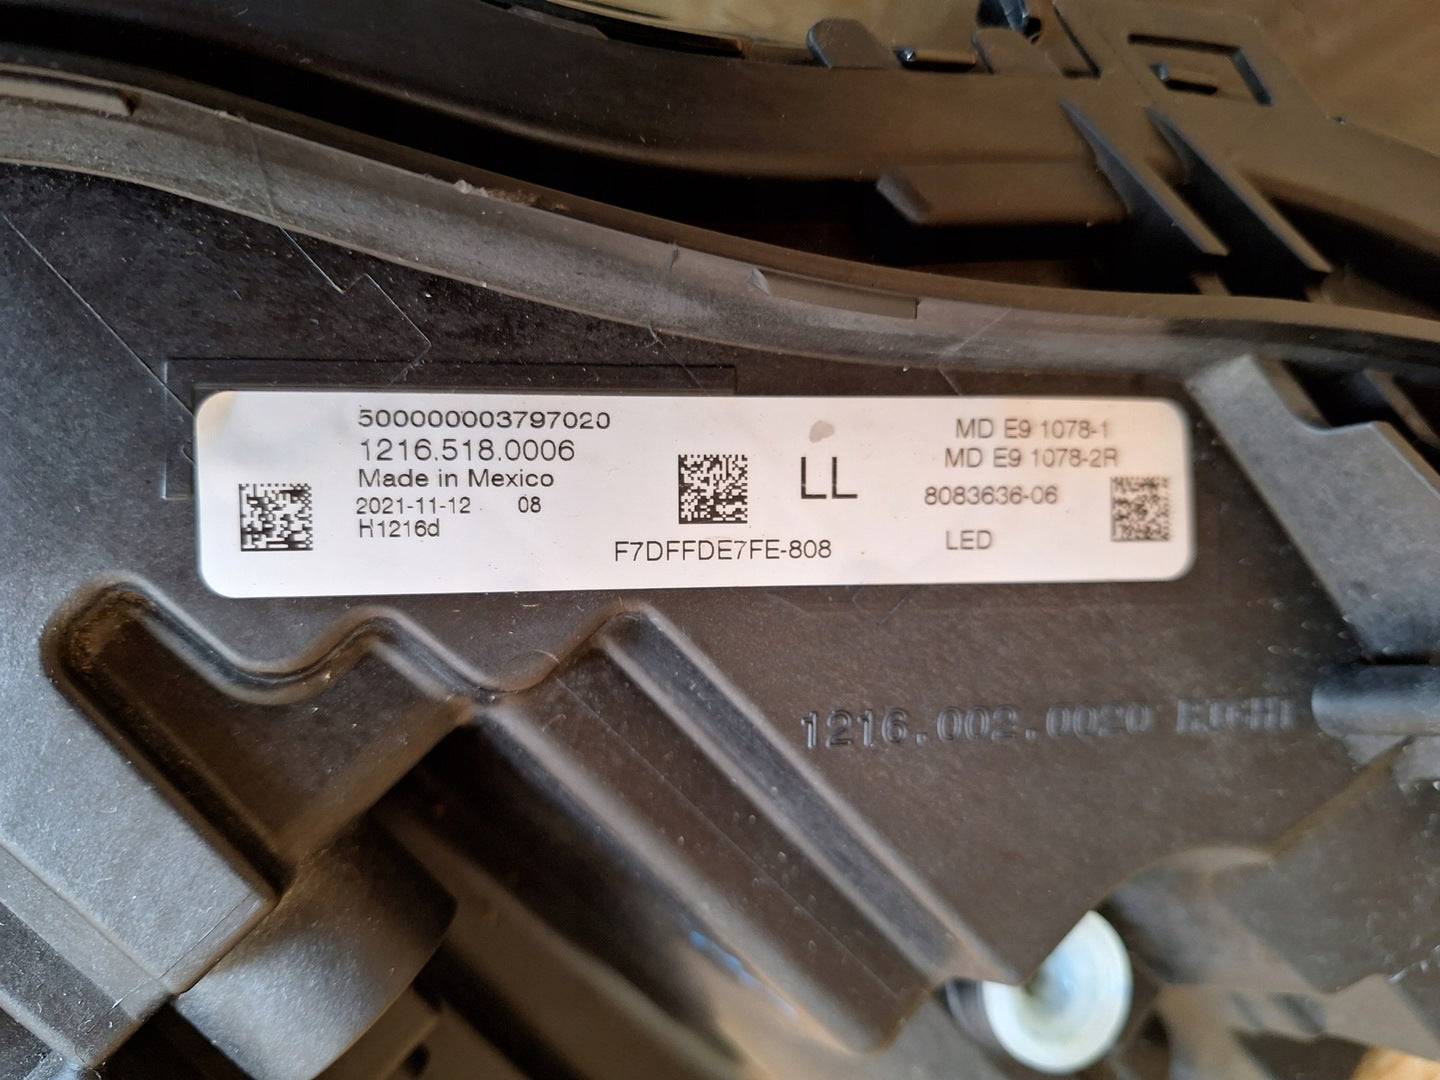 500000003797020
1216.518.0006
Made in Mexico
2021-11-12 08
H1216d
F7DFFDE7FE-808
LL
MD E9 1078-1
MD E9 1078-2R
8083636-06
LED
1216.002.0020 RIGHT